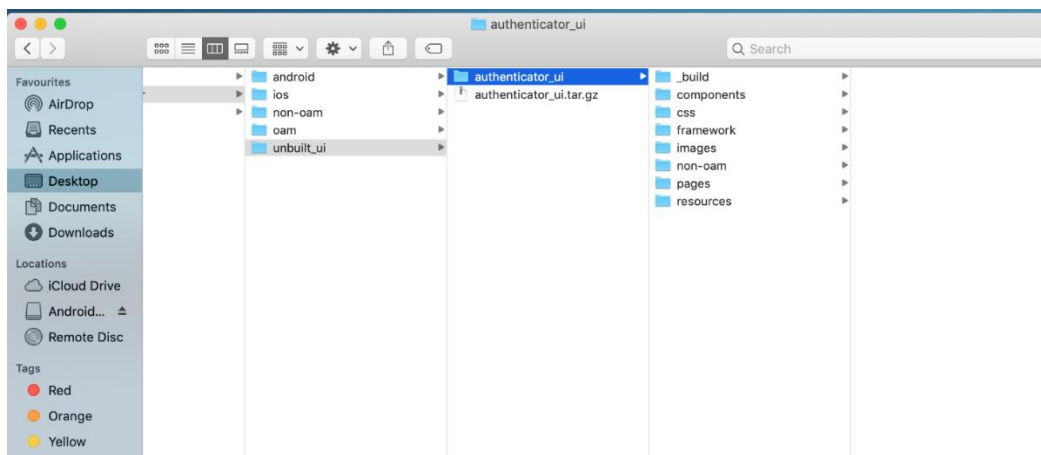 authenticator_ui
Search
Favourites
AirDrop
Recents
Applications
Desktop
Documents
Downloads
Locations
iCloud Drive
Android...
Remote Disc
Tags
Red
Orange
Yellow
android
ios
non-oam
oam
unbuilt_ui
authenticator_ui
authenticator_ui.tar.gz
_build
components
css
framework
images
non-oam
pages
resources